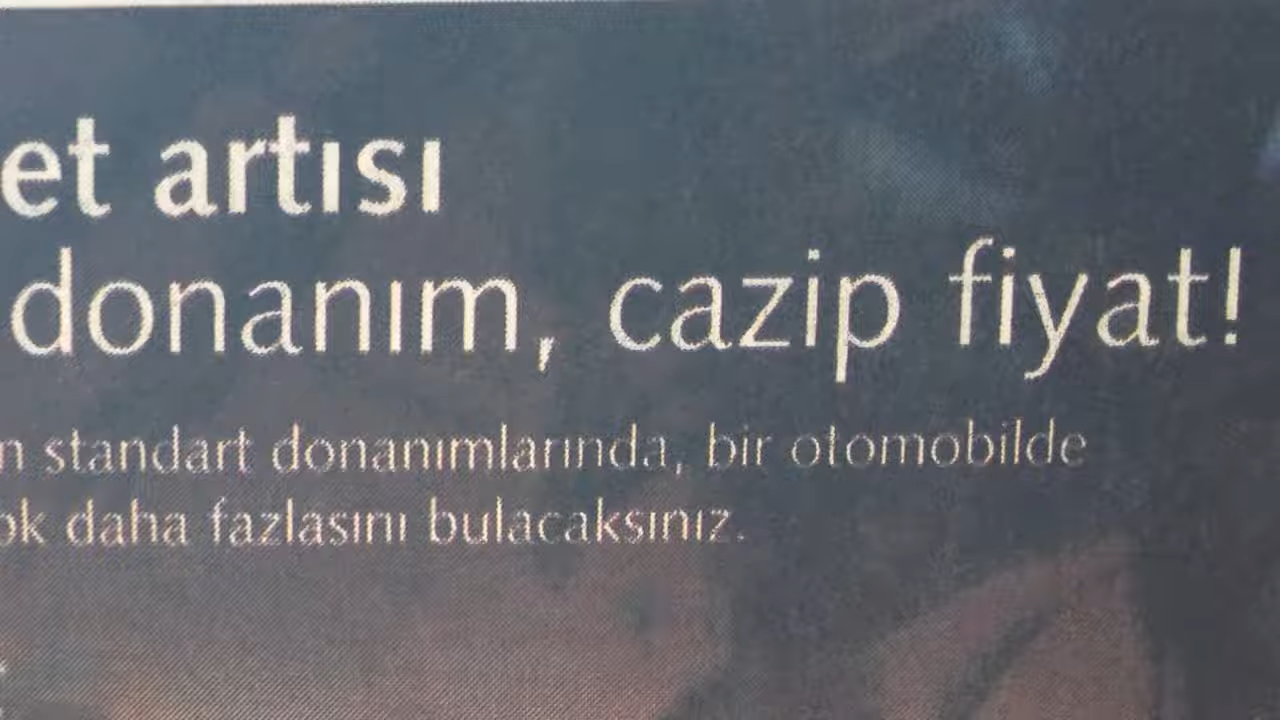 et artısı
donanım, cazip fiyat!
n standart donanımlarında, bir otomobilde
ok daha fazlasını bulacaksınız.